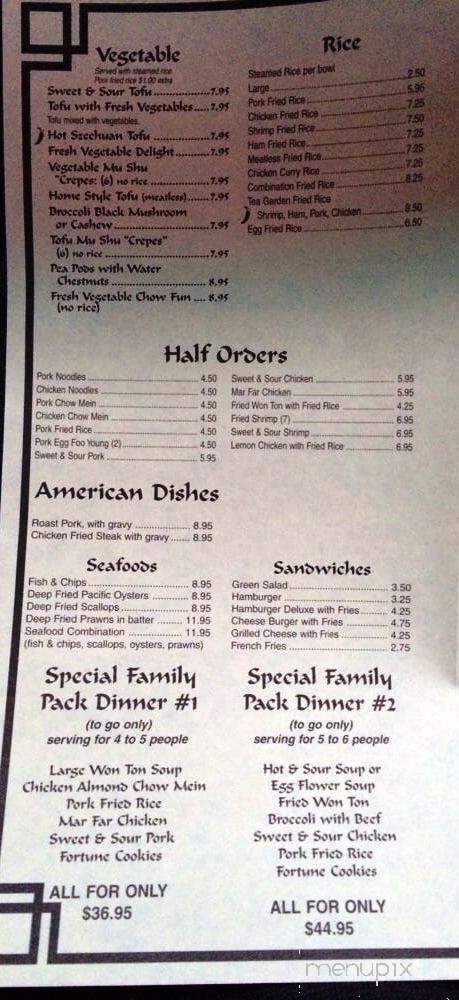 Vegetable
Served with steamed rice
Pork fried rice $1.00 extra
Sweet & Sour Tofu 7.95
Tofu with Fresh Vegetables 7.95
Tofu mixed with vegetables.
Hot Szechuan Tofu 7.95
Fresh Vegetable Delight 7.95
Vegetable Mu Shu
"Crepes: (6) no rice 7.95
Home Style Tofu (meatless) 7.95
Broccoli Black Mushroom
or Cashew 7.95
Tofu Mu Shu "Crepes"
(6) no rice 7.95
Pea Pods with Water
Chestnuts 8.95
Fresh Vegetable Chow Fun 8.95
(no rice)
Rice
Steamed Rice per bowl 2.50
Large 5.95
Pork Fried Rice 7.25
Chicken Fried Rice 7.50
Shrimp Fried Rice 7.25
Ham Fried Rice 7.25
Meatless Fried Rice 7.25
Chicken Curry Rice 8.25
Combination Fried Rice
Tea Garden Fried Rice
Shrimp, Ham, Pork, Chicken 8.50
Egg Fried Rice 6.50
Half Orders
Pork Noodles 4.50
Chicken Noodles 4.50
Pork Chow Mein 4.50
Chicken Chow Mein 4.50
Pork Fried Rice 4.50
Pork Egg Foo Young (2) 4.50
Sweet & Sour Pork 5.95
Sweet & Sour Chicken 5.95
Mar Far Chicken 5.95
Fried Won Ton with Fried Rice 4.25
Fried Shrimp (7) 6.95
Sweet & Sour Shrimp 6.95
Lemon Chicken with Fried Rice 6.95
American Dishes
Roast Pork, with gravy 8.95
Chicken Fried Steak with gravy 8.95
Seafoods
Fish & Chips 8.95
Deep Fried Pacific Oysters 8.95
Deep Fried Scallops 8.95
Deep Fried Prawns in batter 11.95
Seafood Combination 11.95
(fish & chips, scallops, oysters, prawns)
Sandwiches
Green Salad 3.50
Hamburger 3.25
Hamburger Deluxe with Fries 4.25
Cheese Burger with Fries 4.75
Grilled Cheese with Fries 4.25
French Fries 2.75
Special Family
Pack Dinner #1
(to go only)
serving for 4 to 5 people
Large Won Ton Soup
Chicken Almond Chow Mein
Pork Fried Rice
Mar Far Chicken
Sweet & Sour Pork
Fortune Cookies
ALL FOR ONLY
$36.95
Special Family
Pack Dinner #2
(to go only)
serving for 5 to 6 people
Hot & Sour Soup or
Egg Flower Soup
Fried Won Ton
Broccoli with Beef
Sweet & Sour Chicken
Pork Fried Rice
Fortune Cookies
ALL FOR ONLY
$44.95
menupix